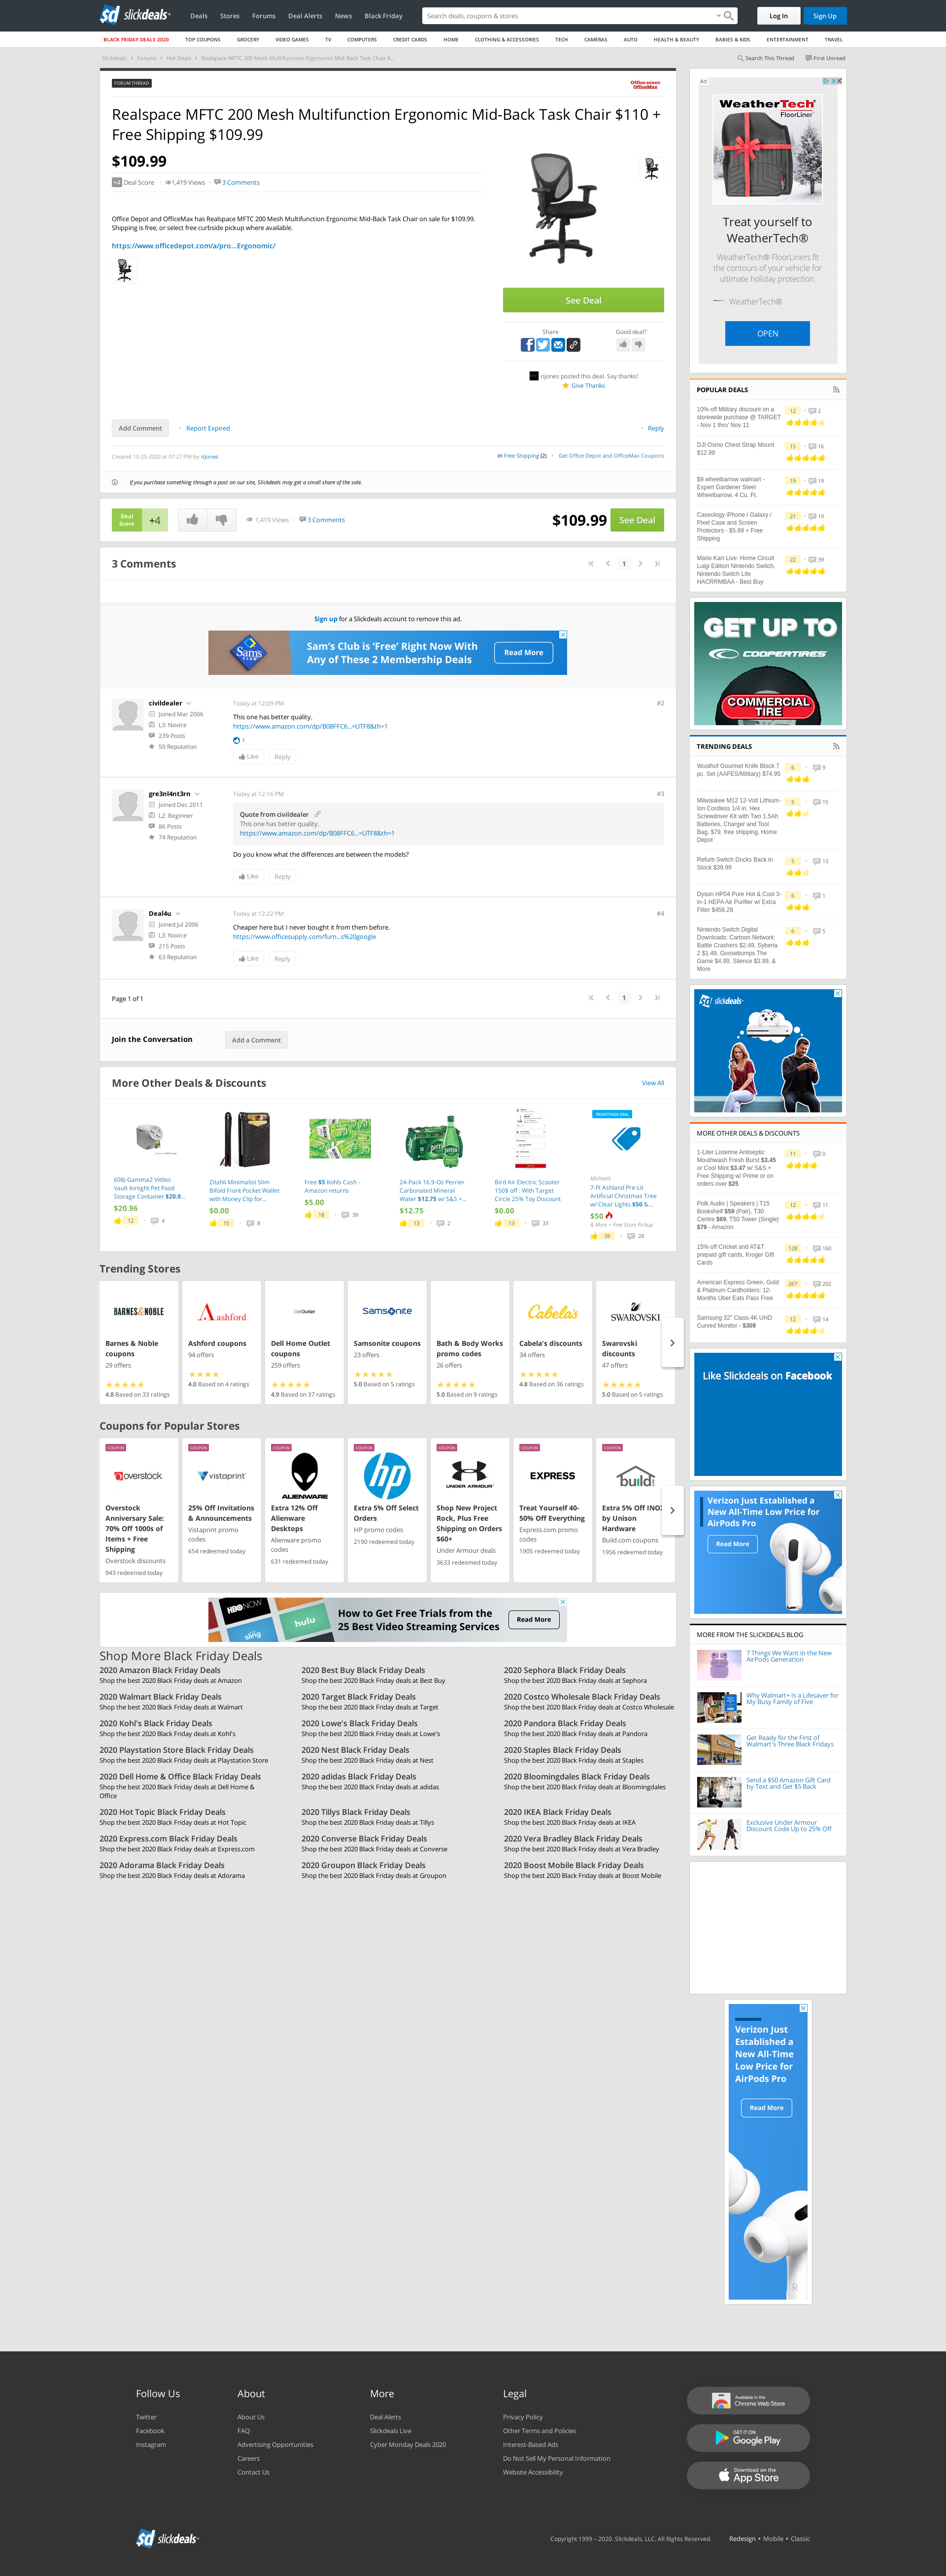 slickdeals
Deals
Stores
Forums
Deal Alerts
News
Black Friday
Search deals, coupons & stores
Log In
Sign Up
BLACK FRIDAY DEALS 2020
TOP COUPONS
GROCERY
VIDEO GAMES
TV
COMPUTERS
CREDIT CARDS
HOME
CLOTHING & ACCESSORIES
TECH
CAMERAS
AUTO
HEALTH & BEAUTY
BABIES & KIDS
ENTERTAINMENT
TRAVEL
Slickdeals > Forums > Hot Deals > Realspace MFTC 200 Mesh Multifunction Ergonomic Mid-Back Task Chair $...
Search This Thread
First Unread
FORUM THREAD
Office DEPOT OfficeMax
Realspace MFTC 200 Mesh Multifunction Ergonomic Mid-Back Task Chair $110 +
Free Shipping $109.99
$109.99
+4 Deal Score
1,419 Views
3 Comments
Office Depot and OfficeMax has Realspace MFTC 200 Mesh Multifunction Ergonomic Mid-Back Task Chair on sale for $109.99.
Shipping is free, or select free curbside pickup where available.
https://www.officedepot.com/a/pro...Ergonomic/
See Deal
Share
Good deal?
rijones posted this deal. Say thanks!
Give Thanks
Add Comment
Report Expired
Reply
Created 10-25-2020 at 07:27 PM by rijones
in Free Shipping (2)
Get Office Depot and OfficeMax Coupons
If you purchase something through a post on our site, Slickdeals may get a small share of the sale.
Deal
Score
+4
1,419 Views
3 Comments
$109.99
See Deal
3 Comments
1
Sign up for a Slickdeals account to remove this ad.
Sam's Club
Sam's Club is 'Free' Right Now With
Any of These 2 Membership Deals
Read More
civildealer
Joined Mar 2006
L3: Novice
239 Posts
50 Reputation
Today at 12:09 PM
#2
This one has better quality.
https://www.amazon.com/dp/B08FFC6...=UTF8&th=1
1
Like
Reply
gre3nl4nt3rn
Joined Dec 2011
L2: Beginner
86 Posts
74 Reputation
Today at 12:16 PM
#3
Quote from civildealer
This one has better quality.
https://www.amazon.com/dp/B08FFC6...=UTF8&th=1
Do you know what the differences are between the models?
Like
Reply
Deal4u
Joined Jul 2006
L3: Novice
215 Posts
63 Reputation
Today at 12:22 PM
#4
Cheaper here but I never bought it from them before.
https://www.officesupply.com/furn...s%20google
Like
Reply
Page 1 of 1
1
Join the Conversation
Add a Comment
More Other Deals & Discounts
View All
60lb Gamma2 Vittles
Vault Airtight Pet Food
Storage Container $20.9...
$20.96
12
4
Zitahli Minimalist Slim
Bifold Front Pocket Wallet
with Money Clip for...
$0.00
15
8
Free $5 Kohls Cash -
Amazon returns
$5.00
18
39
24-Pack 16.9-Oz Perrier
Carbonated Mineral
Water $12.75 w/ S&S +...
$12.75
13
2
Bird Air Electric Scooter
150$ off : With Target
Circle 25% Toy Discount
$0.00
13
33
FRONTPAGE DEAL
Michaels
7-Ft Ashland Pre-Lit
Artificial Christmas Tree
w/ Clear Lights $50 &...
$50
& More + Free Store Pickup
39
28
Trending Stores
BARNES&NOBLE
Barnes & Noble
coupons
29 offers
4.8 Based on 33 ratings
Ashford
Ashford coupons
94 offers
4.0 Based on 4 ratings
Dell Outlet
Dell Home Outlet
coupons
259 offers
4.9 Based on 37 ratings
Samsonite
Samsonite coupons
23 offers
5.0 Based on 5 ratings
Bath & Body Works
promo codes
26 offers
5.0 Based on 9 ratings
Cabela's
Cabela's discounts
34 offers
4.8 Based on 36 ratings
SWAROVSKI
Swarovski
discounts
47 offers
5.0 Based on 5 ratings
Coupons for Popular Stores
COUPON
overstock
Overstock
Anniversary Sale:
70% Off 1000s of
Items + Free
Shipping
Overstock discounts
943 redeemed today
COUPON
vistaprint
25% Off Invitations
& Announcements
Vistaprint promo
codes
654 redeemed today
COUPON
ALIENWARE
Extra 12% Off
Alienware
Desktops
Alienware promo
codes
631 redeemed today
COUPON
hp
Extra 5% Off Select
Orders
HP promo codes
2190 redeemed today
COUPON
UNDER ARMOUR
Shop New Project
Rock, Plus Free
Shipping on Orders
$60+
Under Armour deals
3633 redeemed today
COUPON
EXPRESS
Treat Yourself 40-
50% Off Everything
Express.com promo
codes
1905 redeemed today
COUPON
build
Extra 5% Off INOX
by Unison
Hardware
Build.com coupons
1956 redeemed today
HBO NOW
sling
hulu
How to Get Free Trials from the
25 Best Video Streaming Services
Read More
Shop More Black Friday Deals
2020 Amazon Black Friday Deals
Shop the best 2020 Black Friday deals at Amazon
2020 Best Buy Black Friday Deals
Shop the best 2020 Black Friday deals at Best Buy
2020 Sephora Black Friday Deals
Shop the best 2020 Black Friday deals at Sephora
2020 Walmart Black Friday Deals
Shop the best 2020 Black Friday deals at Walmart
2020 Target Black Friday Deals
Shop the best 2020 Black Friday deals at Target
2020 Costco Wholesale Black Friday Deals
Shop the best 2020 Black Friday deals at Costco Wholesale
2020 Kohl's Black Friday Deals
Shop the best 2020 Black Friday deals at Kohl's
2020 Lowe's Black Friday Deals
Shop the best 2020 Black Friday deals at Lowe's
2020 Pandora Black Friday Deals
Shop the best 2020 Black Friday deals at Pandora
2020 Playstation Store Black Friday Deals
Shop the best 2020 Black Friday deals at Playstation Store
2020 Nest Black Friday Deals
Shop the best 2020 Black Friday deals at Nest
2020 Staples Black Friday Deals
Shop the best 2020 Black Friday deals at Staples
2020 Dell Home & Office Black Friday Deals
Shop the best 2020 Black Friday deals at Dell Home &
Office
2020 adidas Black Friday Deals
Shop the best 2020 Black Friday deals at adidas
2020 Bloomingdales Black Friday Deals
Shop the best 2020 Black Friday deals at Bloomingdales
2020 Hot Topic Black Friday Deals
Shop the best 2020 Black Friday deals at Hot Topic
2020 Tillys Black Friday Deals
Shop the best 2020 Black Friday deals at Tillys
2020 IKEA Black Friday Deals
Shop the best 2020 Black Friday deals at IKEA
2020 Express.com Black Friday Deals
Shop the best 2020 Black Friday deals at Express.com
2020 Converse Black Friday Deals
Shop the best 2020 Black Friday deals at Converse
2020 Vera Bradley Black Friday Deals
Shop the best 2020 Black Friday deals at Vera Bradley
2020 Adorama Black Friday Deals
Shop the best 2020 Black Friday deals at Adorama
2020 Groupon Black Friday Deals
Shop the best 2020 Black Friday deals at Groupon
2020 Boost Mobile Black Friday Deals
Shop the best 2020 Black Friday deals at Boost Mobile
Ad
WeatherTech
FloorLiner
Treat yourself to
WeatherTech®
WeatherTech® FloorLiners fit
the contours of your vehicle for
ultimate holiday protection.
WeatherTech®
OPEN
POPULAR DEALS
10% off Military discount on a
storewide purchase @ TARGET
- Nov 1 thru' Nov 11
12
2
DJI Osmo Chest Strap Mount
$12.99
15
16
$9 wheelbarrow walmart -
Expert Gardener Steel
Wheelbarrow, 4 Cu. Ft.
19
19
Caseology iPhone / Galaxy /
Pixel Case and Screen
Protectors - $5.99 + Free
Shipping
21
19
Mario Kart Live: Home Circuit
Luigi Edition Nintendo Switch,
Nintendo Switch Lite
HACRRMBAA - Best Buy
22
39
GET UP TO
COOPERTIRES
COMMERCIAL
TIRE
TRENDING DEALS
Wusthof Gourmet Knife Block 7
pc. Set (AAFES/Military) $74.95
6
9
Milwaukee M12 12-Volt Lithium-
Ion Cordless 1/4 in. Hex
Screwdriver Kit with Two 1.5Ah
Batteries, Charger and Tool
Bag, $79, free shipping, Home
Depot
5
15
Refurb Switch Docks Back in
Stock $39.99
5
13
Dyson HP04 Pure Hot & Cool 3-
in-1 HEPA Air Purifier w/ Extra
Filter $456.28
6
1
Nintendo Switch Digital
Downloads: Cartoon Network:
Battle Crashers $2.49, Syberia
2 $1.49, Goosebumps The
Game $4.99, Silence $3.99, &
More
6
5
slickdeals
MORE OTHER DEALS & DISCOUNTS
1-Liter Listerine Antiseptic
Mouthwash Fresh Burst $3.45
or Cool Mint $3.47 w/ S&S +
Free Shipping w/ Prime or on
orders over $25
11
0
Polk Audio | Speakers | T15
Bookshelf $59 (Pair), T30
Centre $69, T50 Tower (Single)
$79 - Amazon
12
11
15% off Cricket and AT&T
prepaid gift cards, Kroger Gift
Cards
128
160
American Express Green, Gold
& Platinum Cardholders: 12-
Months Uber Eats Pass Free
267
202
Samsung 32" Class 4K UHD
Curved Monitor - $309
12
14
Like Slickdeals on Facebook
Verizon Just Established a
New All-Time Low Price for
AirPods Pro
Read More
MORE FROM THE SLICKDEALS BLOG
7 Things We Want in the New
AirPods Generation
Why Walmart+ Is a Lifesaver for
My Busy Family of Five
Get Ready for the First of
Walmart's Three Black Fridays
Send a $50 Amazon Gift Card
by Text and Get $5 Back
Exclusive Under Armour
Discount Code Up to 25% Off
Verizon Just
Established a
New All-Time
Low Price for
AirPods Pro
Read More
R
Follow Us
Twitter
Facebook
Instagram
About
About Us
FAQ
Advertising Opportunities
Careers
Contact Us
More
Deal Alerts
Slickdeals Live
Cyber Monday Deals 2020
Legal
Privacy Policy
Other Terms and Policies
Interest-Based Ads
Do Not Sell My Personal Information
Website Accessibility
Available in the
Chrome Web Store
GET IT ON
Google Play
Download on the
App Store
slickdeals
Copyright 1999 – 2020. Slickdeals, LLC. All Rights Reserved.
Redesign • Mobile • Classic